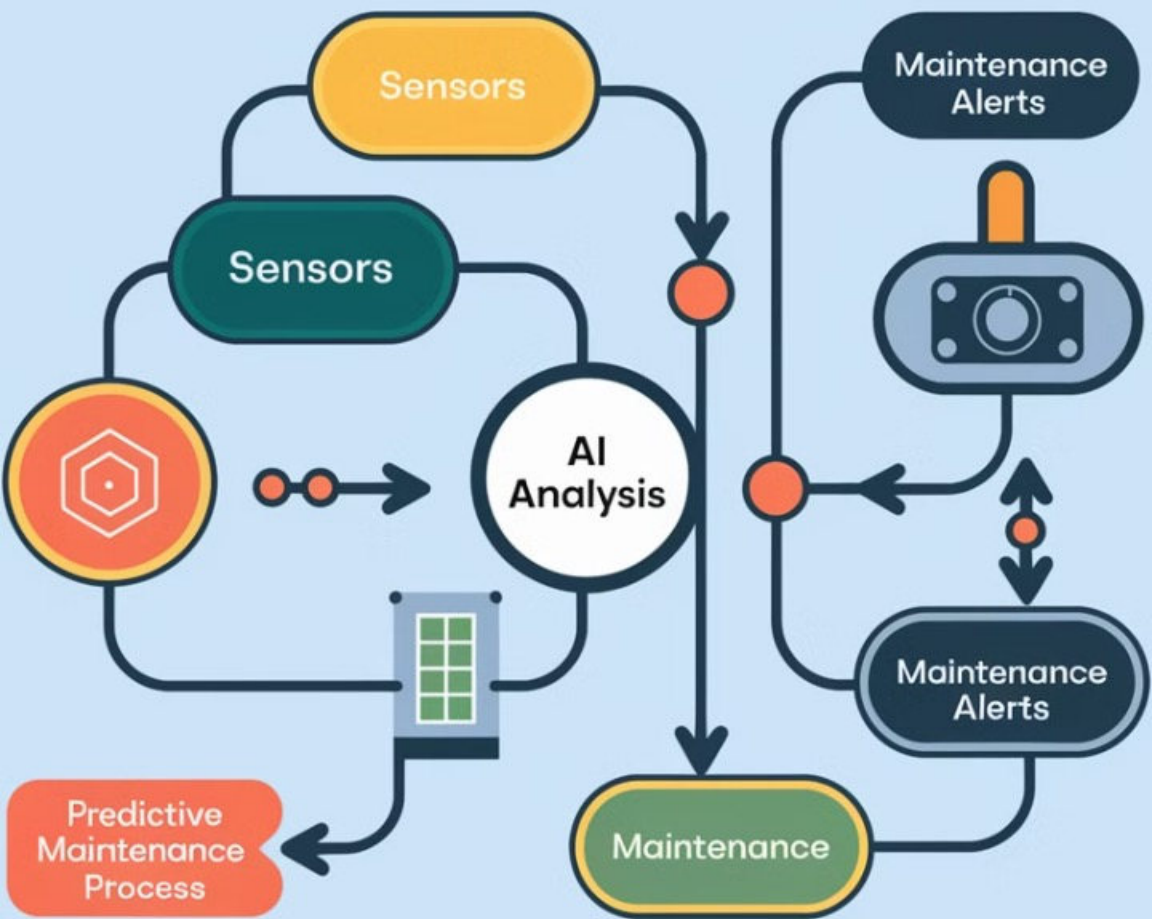 Sensors
Maintenance
Alerts
Sensors
AI
Analysis
Maintenance
Alerts
Predictive
Maintenance
Process
Maintenance